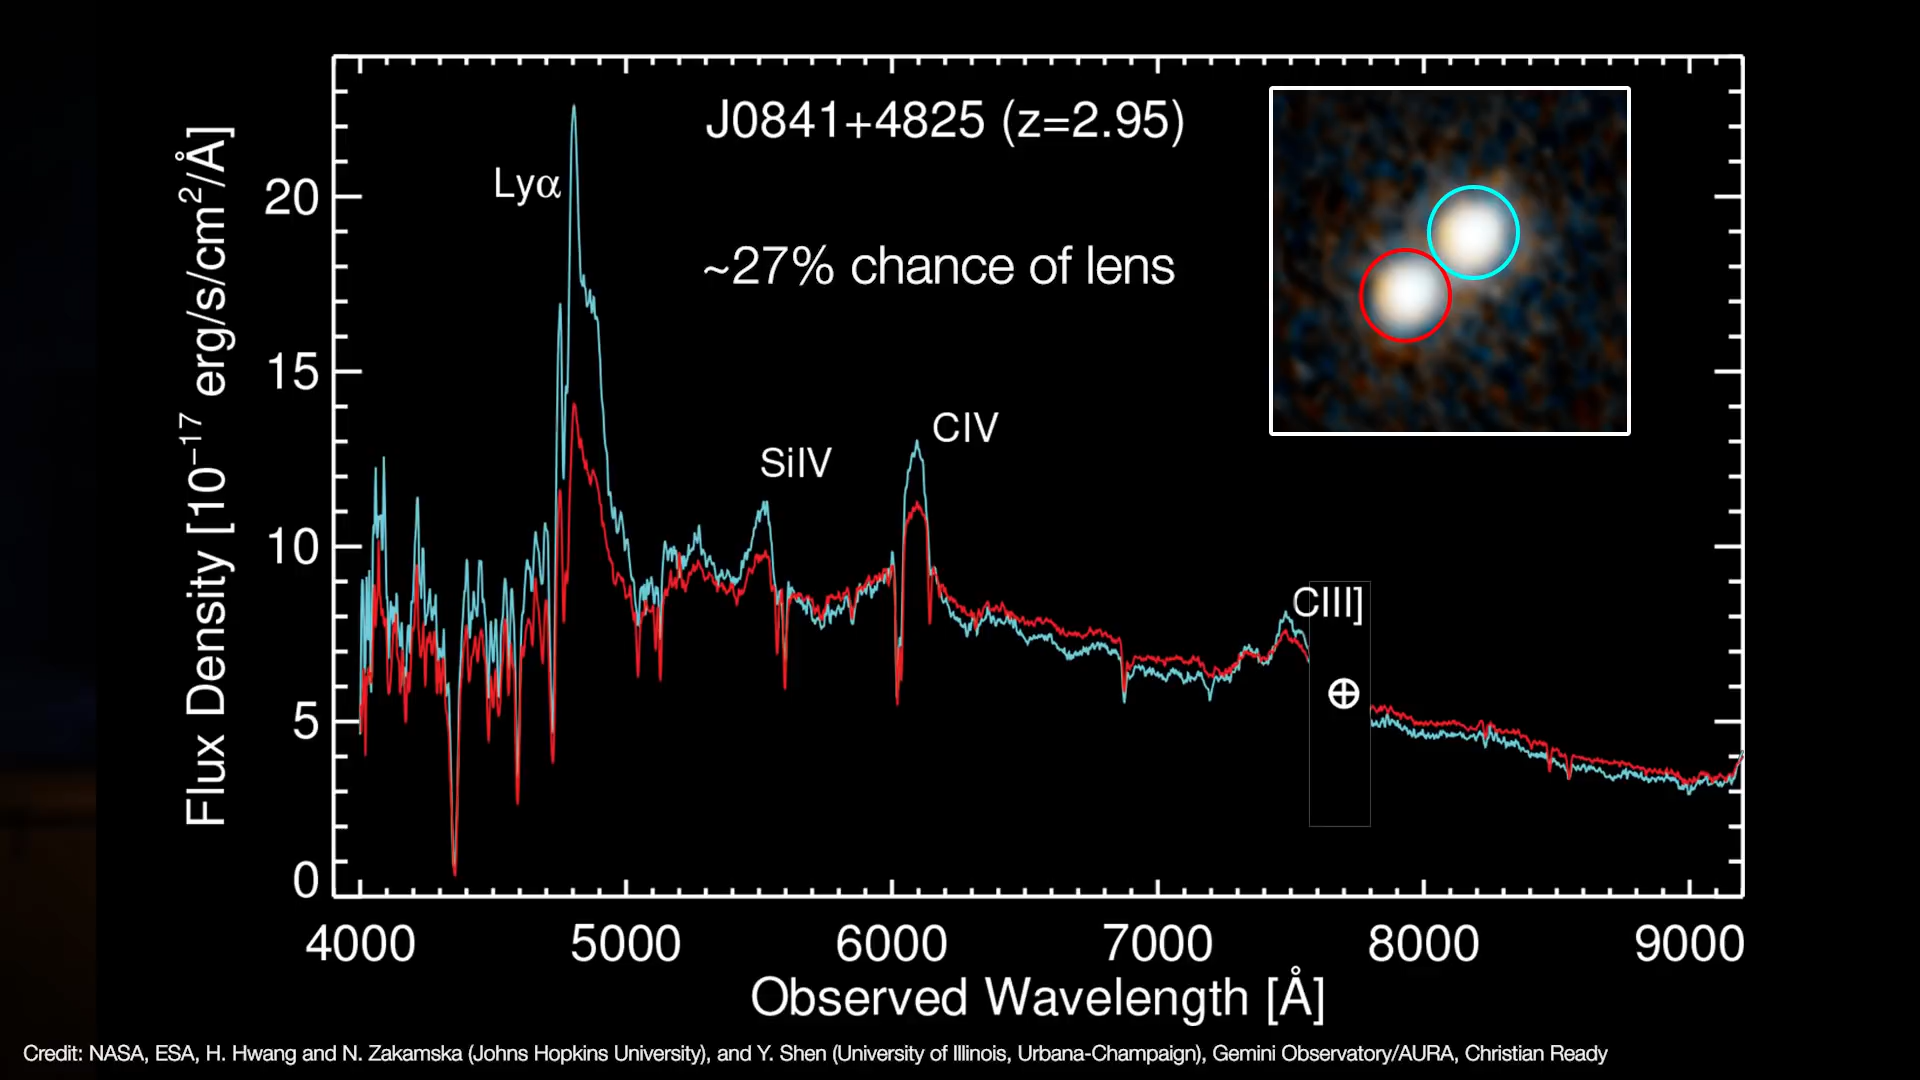 J0841+4825 (z=2.95)
Lyα
~27% chance of lens
CIV
SiIV
CIII]
⊕
Flux Density [10⁻¹⁷ erg/s/cm²/Å]
20
15
10
5
0
4000 5000 6000 7000 8000 9000
Observed Wavelength [Å]
Credit: NASA, ESA, H. Hwang and N. Zakamska (Johns Hopkins University), and Y. Shen (University of Illinois, Urbana-Champaign), Gemini Observatory/AURA, Christian Ready